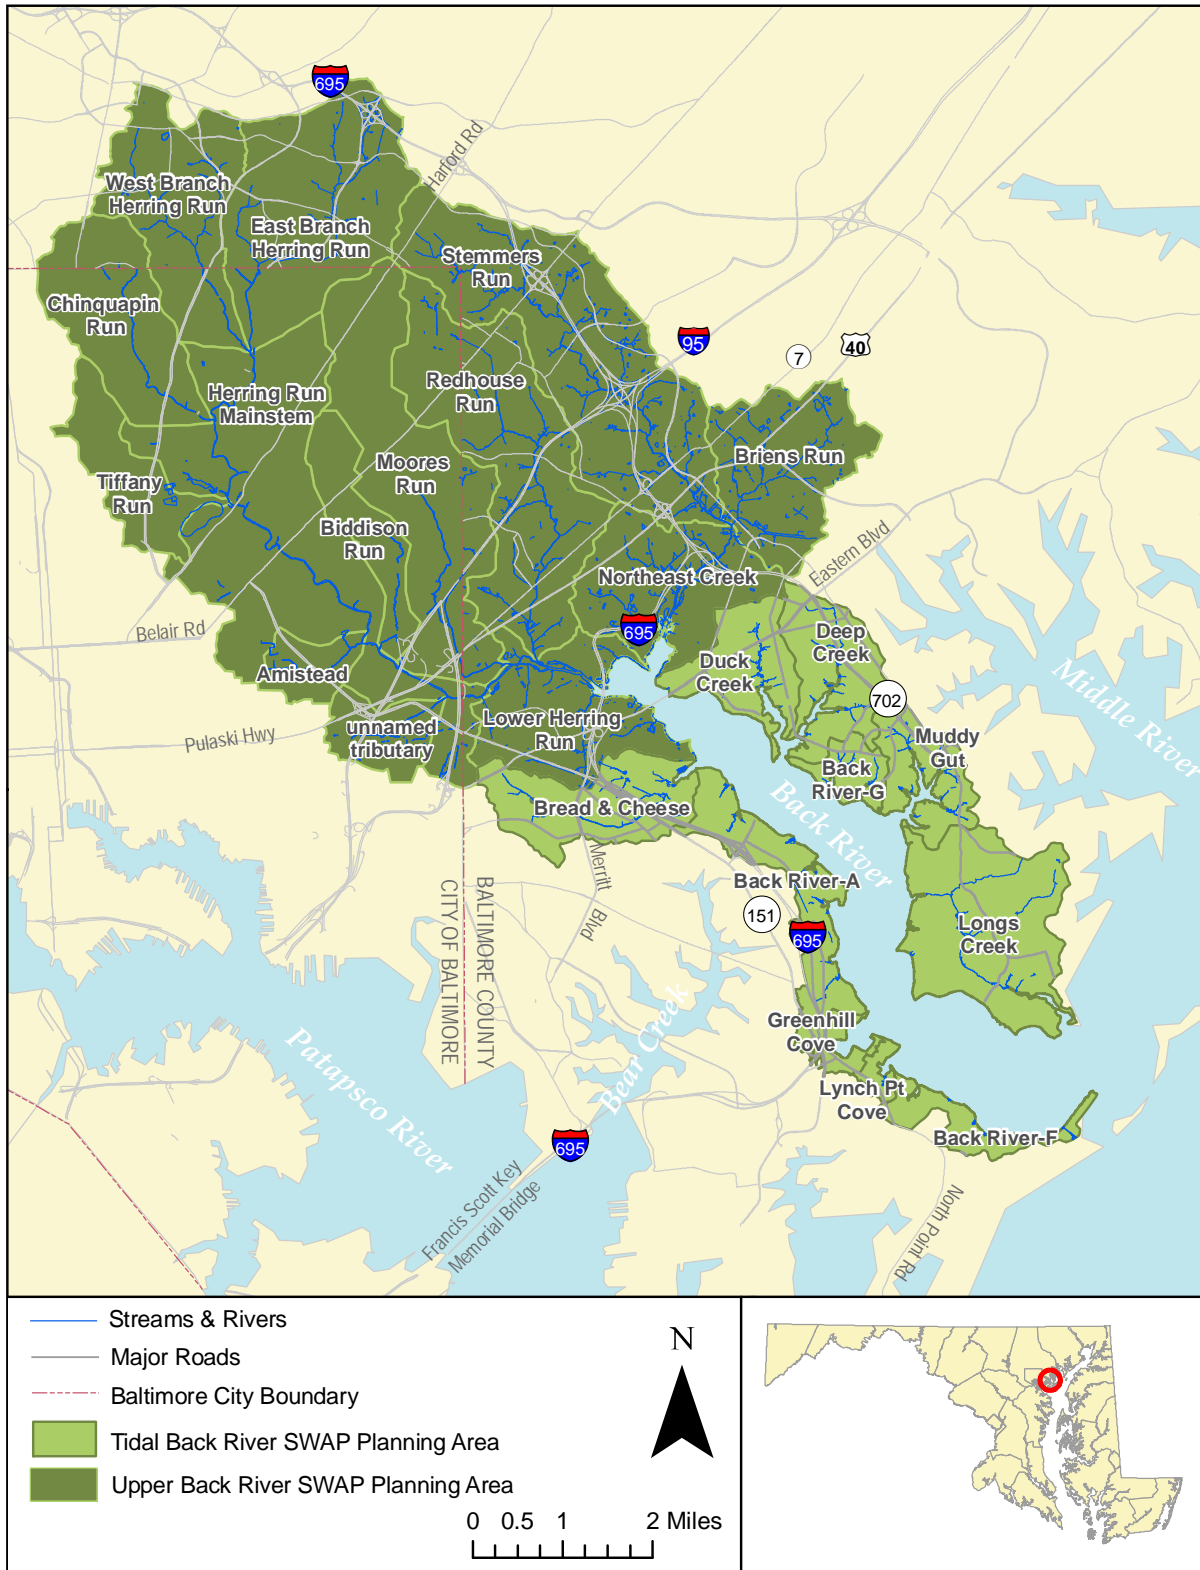 695
Harford Rd
West Branch
Herring Run
East Branch
Herring Run
Stemmers
Run
Chinquapin
Run
95
7
40
Redhouse
Run
Herring Run
Mainstem
Briens Run
Moores
Run
Tiffany
Run
Biddison
Run
Eastern Blvd
Northeast Creek
695
Belair Rd
Deep
Creek
Duck
Creek
Amistead
702
Middle River
Pulaski Hwy
unnamed
tributary
Lower Herring
Run
Muddy
Gut
Back
River-G
Back River
Bread & Cheese
Merritt
Blvd
Back River-A
151
695
CITY OF BALTIMORE
BALTIMORE COUNTY
Longs
Creek
Greenhill
Cove
Bear Creek
Patapsco River
Lynch Pt
Cove
Back River-F
695
Francis Scott Key
Memorial Bridge
North Point Rd
Streams & Rivers
Major Roads
Baltimore City Boundary
Tidal Back River SWAP Planning Area
Upper Back River SWAP Planning Area
N
0 0.5 1 2 Miles